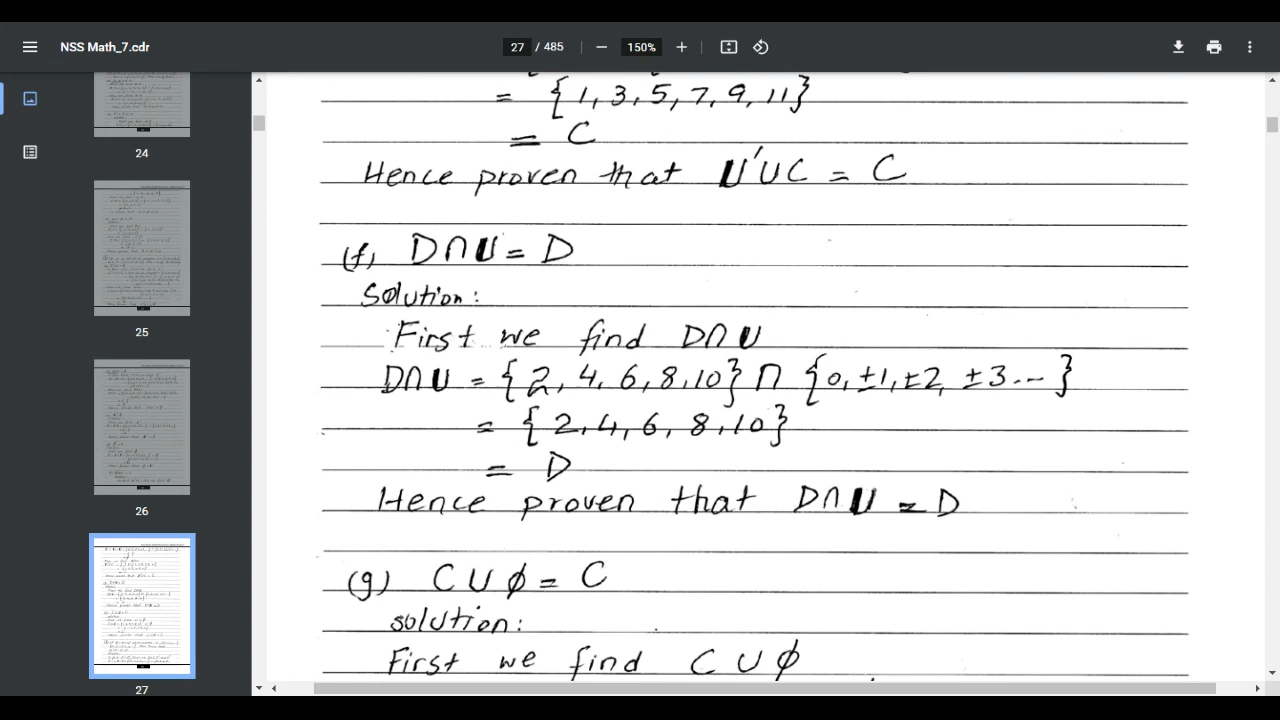 NSS Math_7.cdr
27 / 485
150%
24
25
26
27
= { 1, 3, 5, 7, 9, 11}
= C
Hence proven that U'∪C = C
(f) D∩U = D
Solution:
First we find D∩U
D∩U = { 2, 4, 6, 8, 10} ∩ {0, ±1, ±2, ±3... }
= { 2, 4, 6, 8, 10}
= D
Hence proven that D∩U = D
(g) C ∪ ϕ = C
solution:
First we find C ∪ ϕ